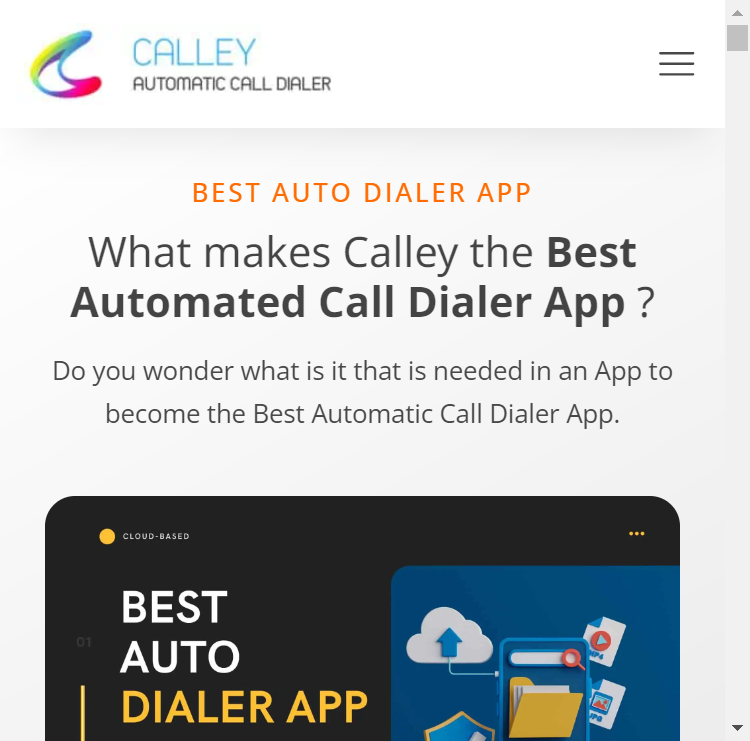 CALLEY
AUTOMATIC CALL DIALER
BEST AUTO DIALER APP
What makes Calley the Best
Automated Call Dialer App ?
Do you wonder what is it that is needed in an App to
become the Best Automatic Call Dialer App.
CLOUD-BASED
BEST
01
AUTO
DIALER APP
MP4
JPG